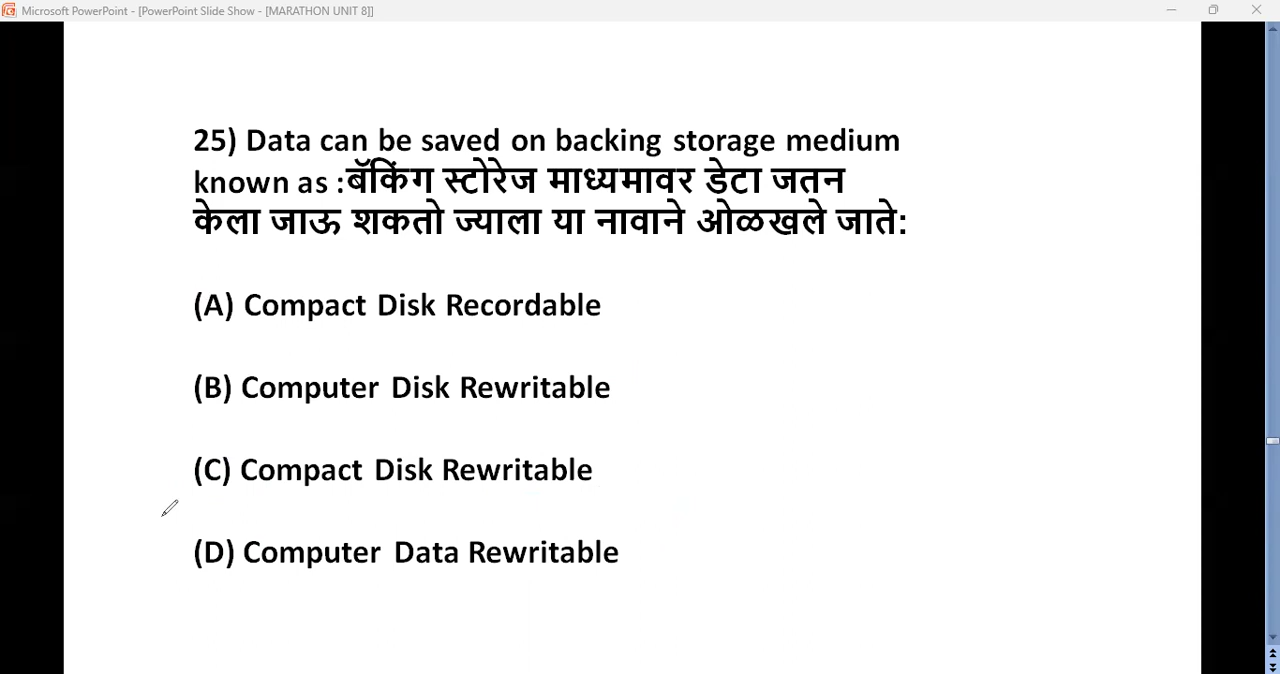 Microsoft PowerPoint - [PowerPoint Slide Show - [MARATHON UNIT 8]]
25) Data can be saved on backing storage medium
known as :बॅकिंग स्टोरेज माध्यमावर डेटा जतन
केला जाऊ शकतो ज्याला या नावाने ओळखले जाते:
(A) Compact Disk Recordable
(B) Computer Disk Rewritable
(C) Compact Disk Rewritable
(D) Computer Data Rewritable